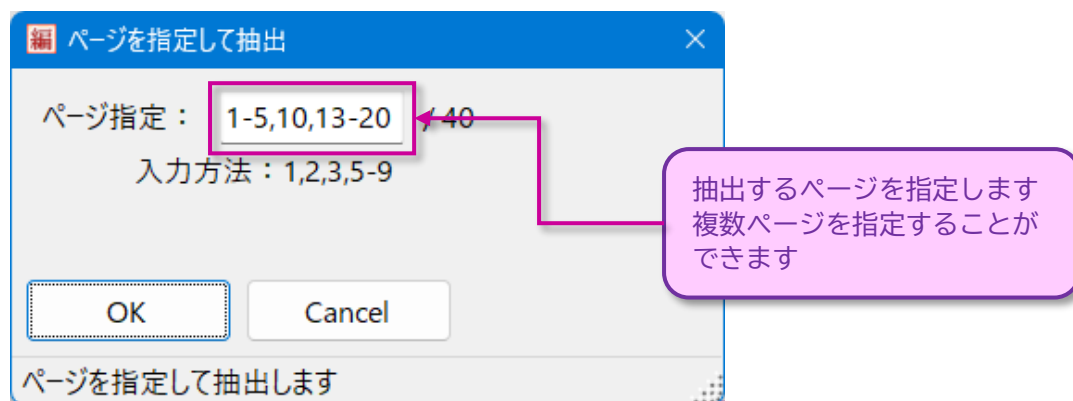 編 ページを指定して抽出
ページ指定： 1-5,10,13-20 / 40
入力方法：1,2,3,5-9
抽出するページを指定します
複数ページを指定することが
できます
OK Cancel
ページを指定して抽出します